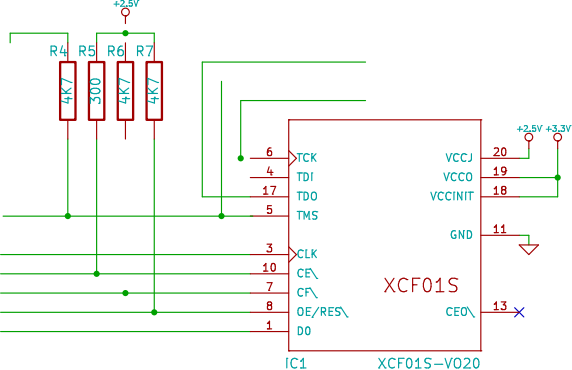 +2.5V
R4 R5 R6 R7
4K7 300 4K7 4K7
+2.5V +3.3V
6 TCK VCCJ 20
4 TDI VCCO 19
17 TDO VCCINIT 18
5 TMS
GND 11
3 CLK
10 CE\
7 CF\
XCF01S
8 OE/RES\ CEO\ 13
1 D0
IC1 XCF01S-VO20